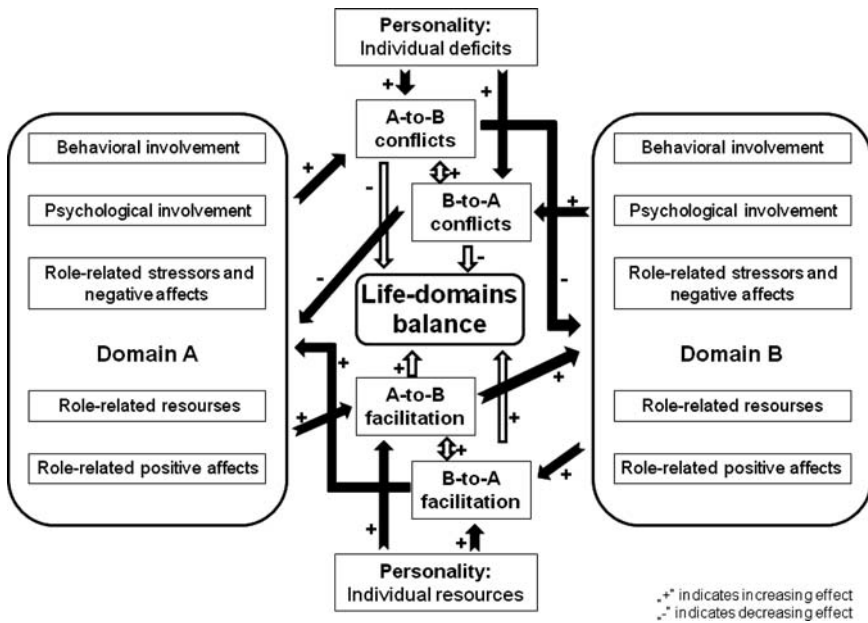 Personality:
Individual deficits
+
+
A-to-B
conflicts
Behavioral involvement
Behavioral involvement
+
-
+
Psychological involvement
B-to-A
conflicts
+
Psychological involvement
-
-
-
Role-related stressors and
negative affects
Life-domains
balance
Role-related stressors and
negative affects
Domain A
Domain B
+
+
+
A-to-B
facilitation
Role-related resourses
+
+
Role-related resourses
+
Role-related positive affects
B-to-A
facilitation
+
Role-related positive affects
+
+
Personality:
Individual resources
„+“ indicates increasing effect
„-“ indicates decreasing effect